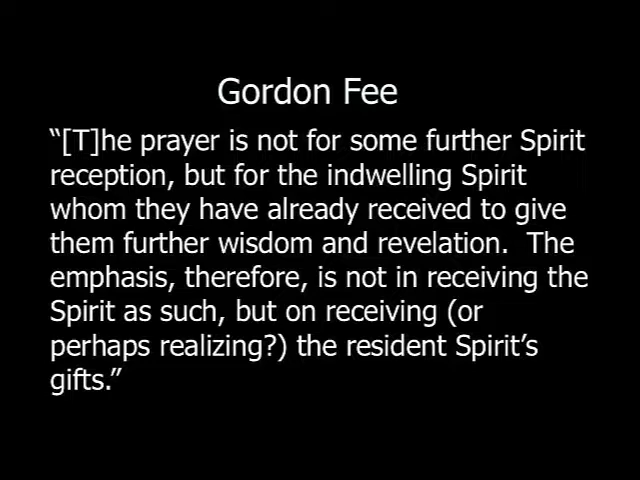 Gordon Fee
“[T]he prayer is not for some further Spirit
reception, but for the indwelling Spirit
whom they have already received to give
them further wisdom and revelation.  The
emphasis, therefore, is not in receiving the
Spirit as such, but on receiving (or
perhaps realizing?) the resident Spirit’s
gifts.”